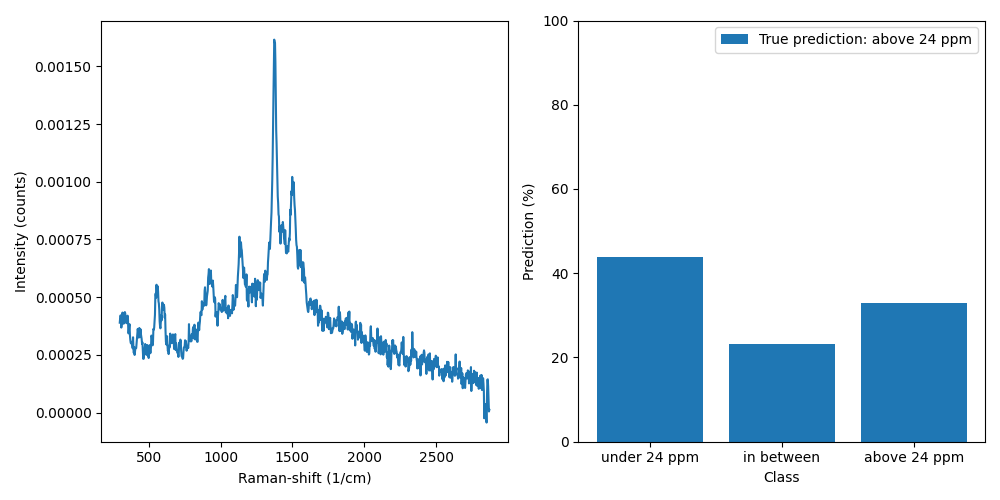 0.00150
0.00125
0.00100
0.00075
0.00050
0.00025
0.00000
Intensity (counts)
500 1000 1500 2000 2500
Raman-shift (1/cm)
100
80
60
40
20
0
Prediction (%)
True prediction: above 24 ppm
under 24 ppm in between above 24 ppm
Class